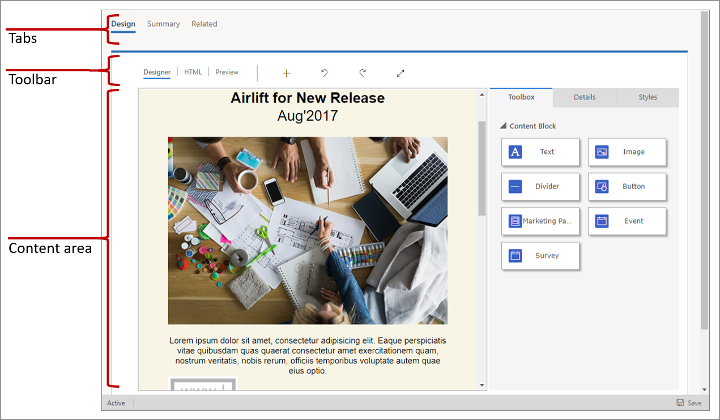 Tabs
Toolbar
Content area
Design Summary Related
Designer HTML Preview
Airlift for New Release
Aug'2017
Lorem ipsum dolor sit amet, consectetur adipisicing elit. Eaque perspiciatis
vitae quibusdam quas quaerat consectetur amet exercitationem quam,
nostrum veritatis, nobis rerum, officiis temporibus voluptate autem quae
eius optio.
www.
Toolbox Details Styles
Content Block
A Text Image
Divider Button
Marketing Pa... Event
Survey
Active Save